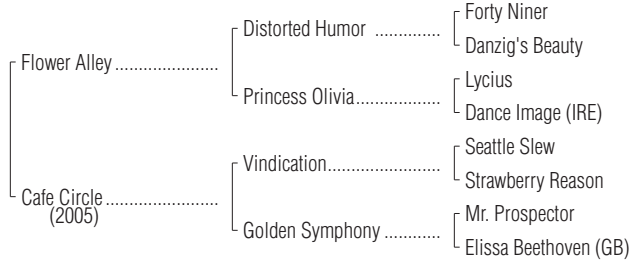 Forty Niner
Distorted Humor ..............
Danzig's Beauty
Flower Alley ..................
Lycius
Princess Olivia...............
Dance Image (IRE)
Seattle Slew
Vindication....................
Strawberry Reason
Cafe Circle ....................
(2005)
Mr. Prospector
Golden Symphony ..........
Elissa Beethoven (GB)